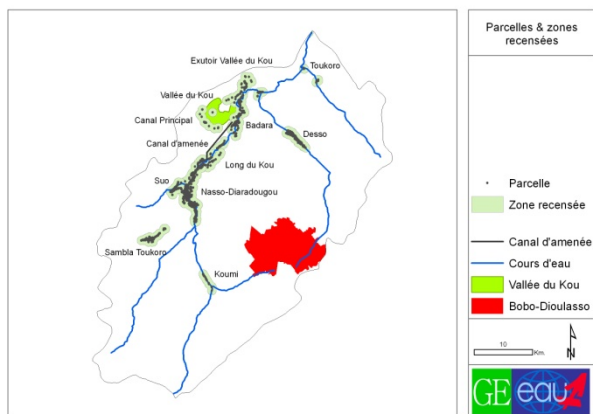 Exutoir Vallée du Kou
Toukoro
Vallée du Kou
Canal Principal
Badara
Desso
Canal d'amenée
Long du Kou
Suo
Nasso-Diaradougou
Sambla Toukoro
Koumi
Parcelles & zones
recensées
Parcelle
Zone recensée
Canal d'amenée
Cours d'eau
Vallée du Kou
Bobo-Dioulasso
10
Km.
N
GE eau